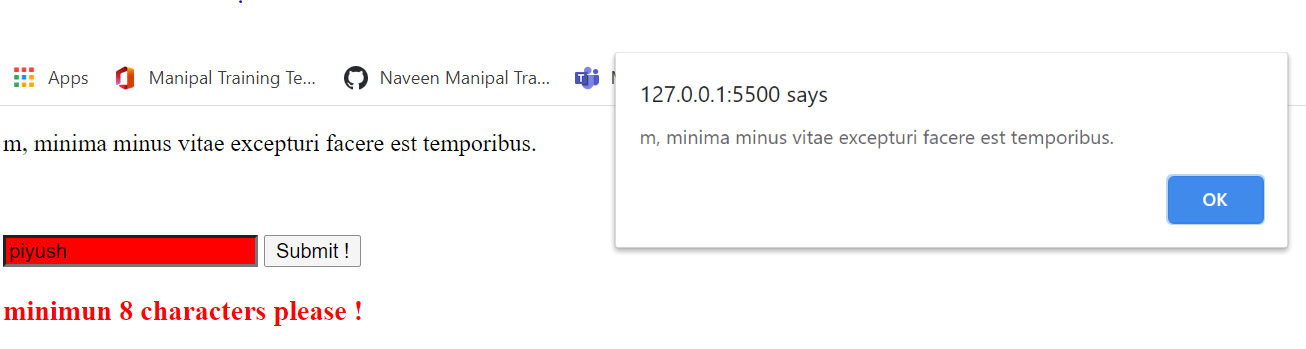 Apps Manipal Training Te... Naveen Manipal Tra...
127.0.0.1:5500 says
m, minima minus vitae excepturi facere est temporibus.
OK
m, minima minus vitae excepturi facere est temporibus.
piyush Submit !
minimun 8 characters please !